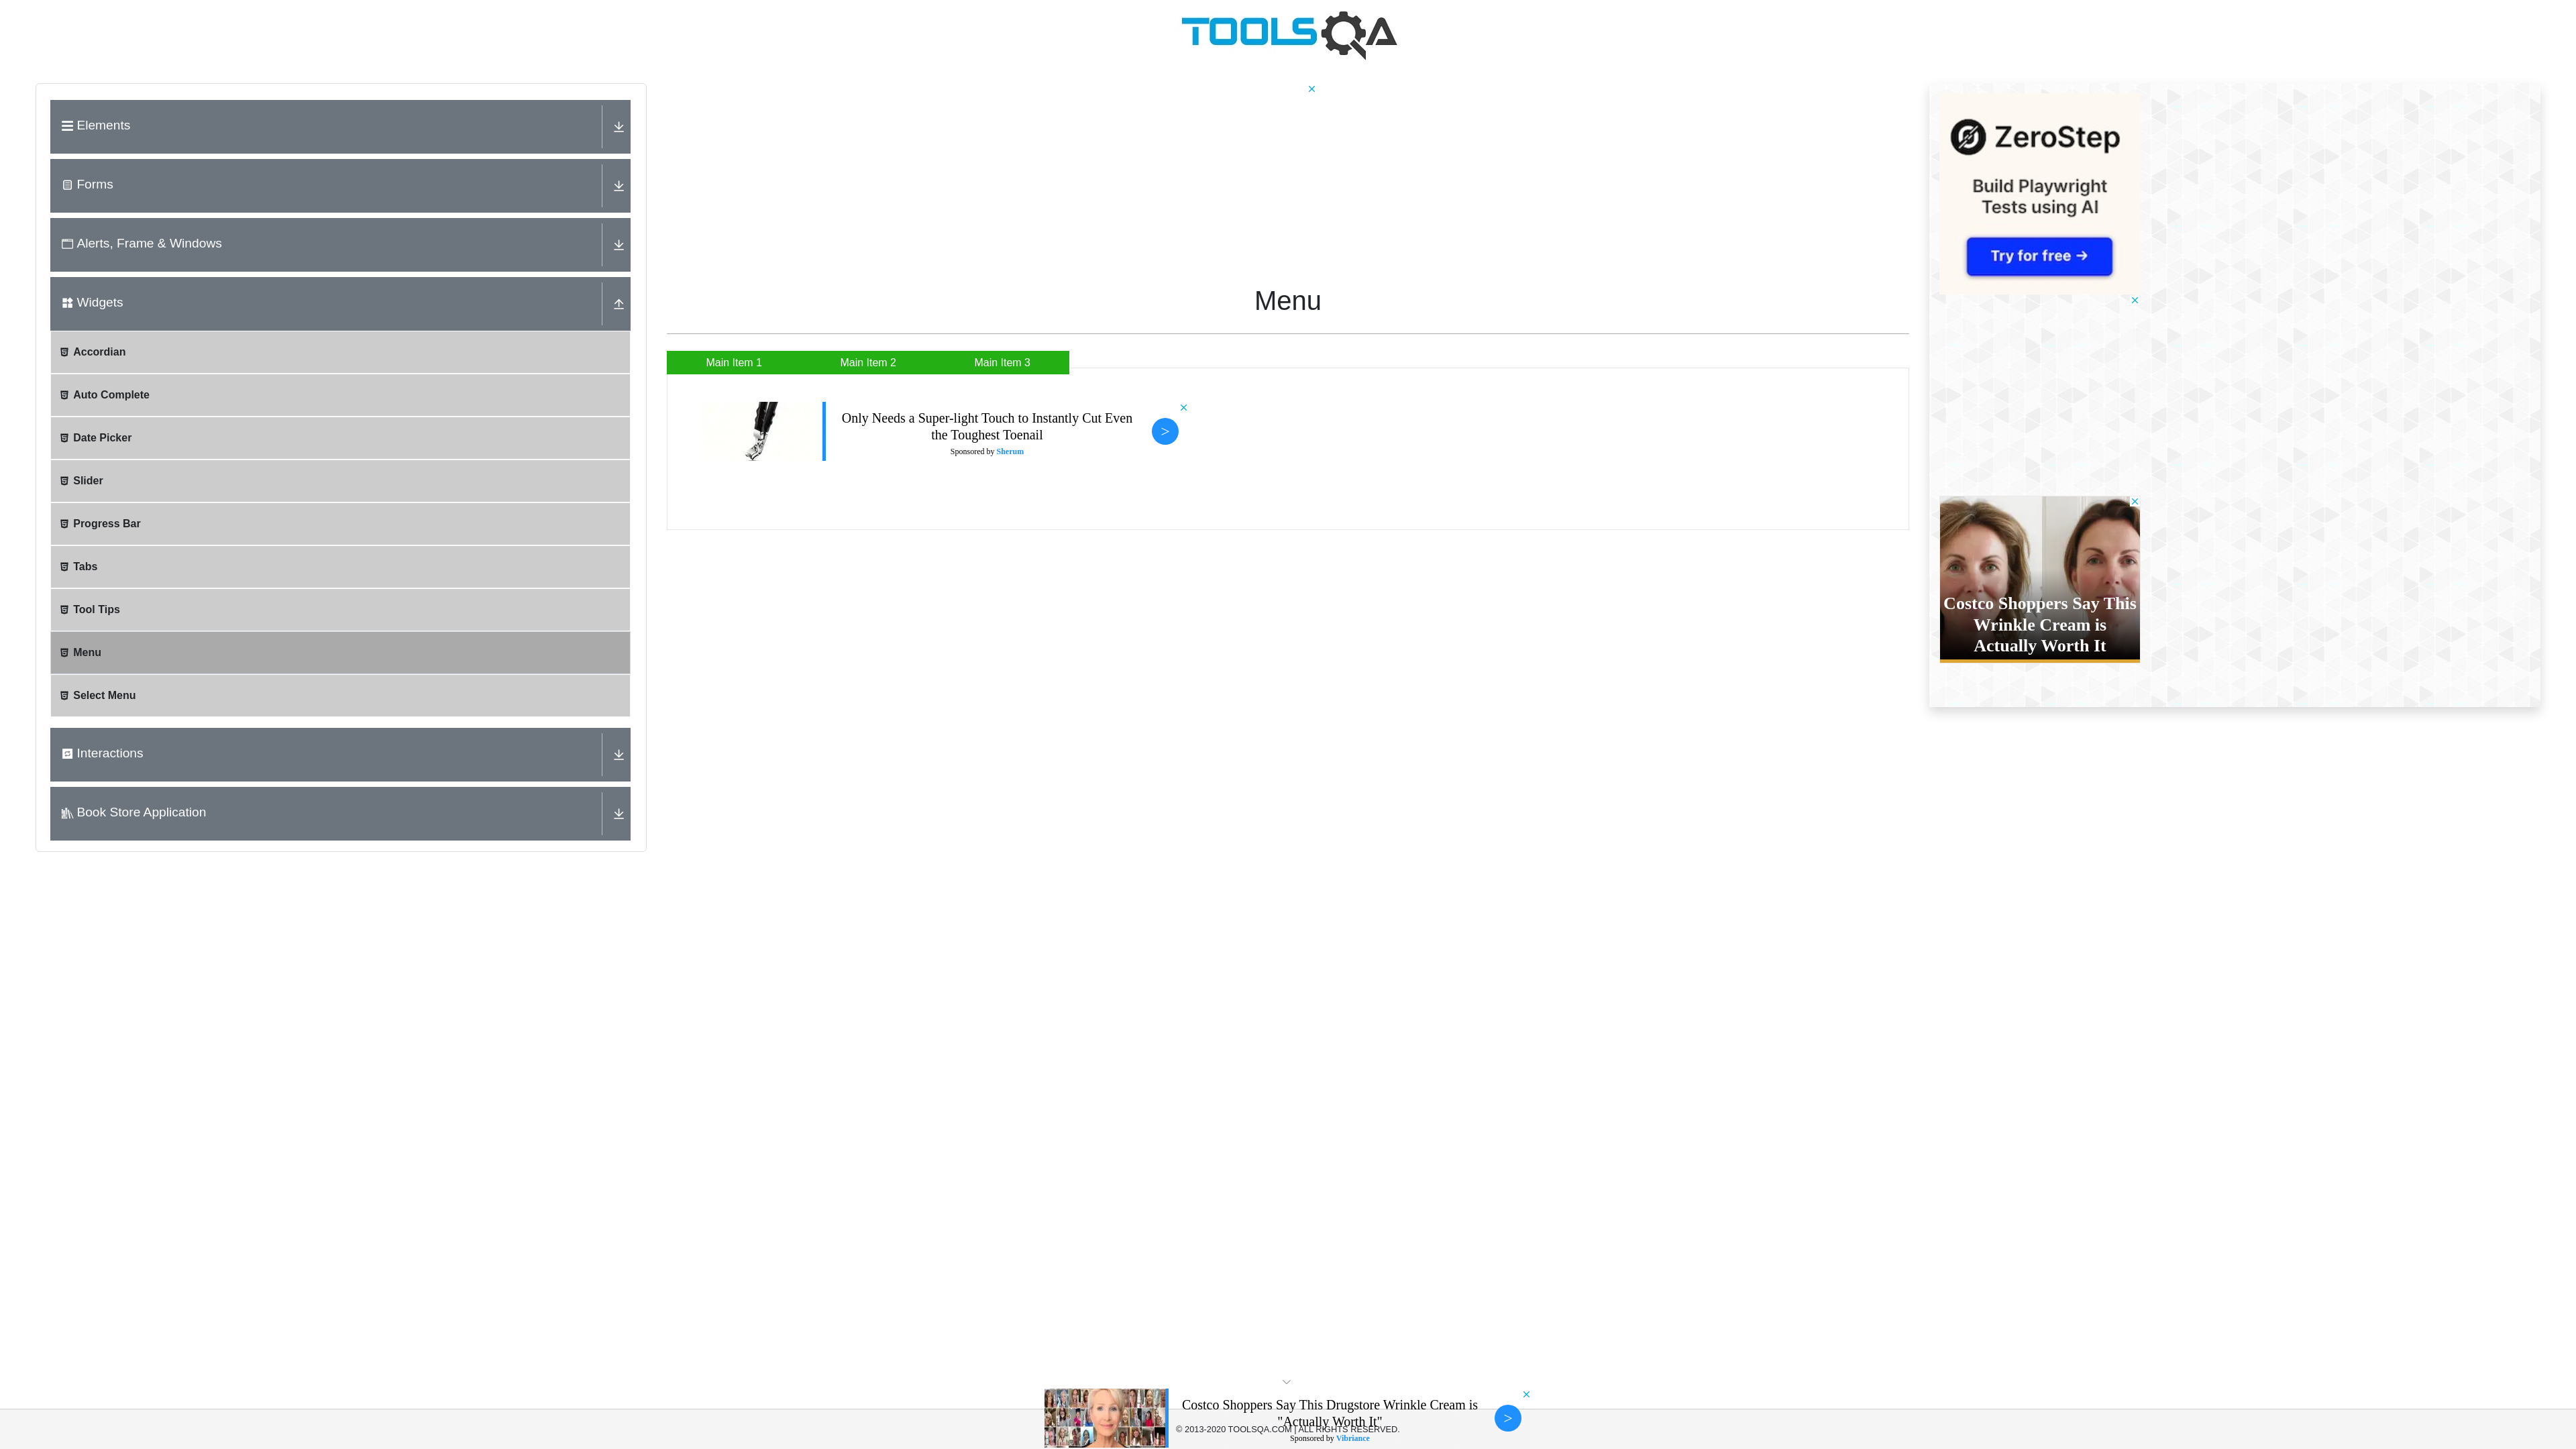 TOOLSQA
Elements
Forms
Alerts, Frame & Windows
Widgets
Accordian
Auto Complete
Date Picker
Slider
Progress Bar
Tabs
Tool Tips
Menu
Select Menu
Interactions
Book Store Application
Menu
Main Item 1
Main Item 2
Main Item 3
Only Needs a Super-light Touch to Instantly Cut Even
the Toughest Toenail
Sponsored by Sherum
>
ZeroStep
Build Playwright
Tests using AI
Try for free →
Costco Shoppers Say This
Wrinkle Cream is
Actually Worth It
Costco Shoppers Say This Drugstore Wrinkle Cream is
"Actually Worth It"
© 2013-2020 TOOLSQA.COM | ALL RIGHTS RESERVED.
Sponsored by Vibriance
>